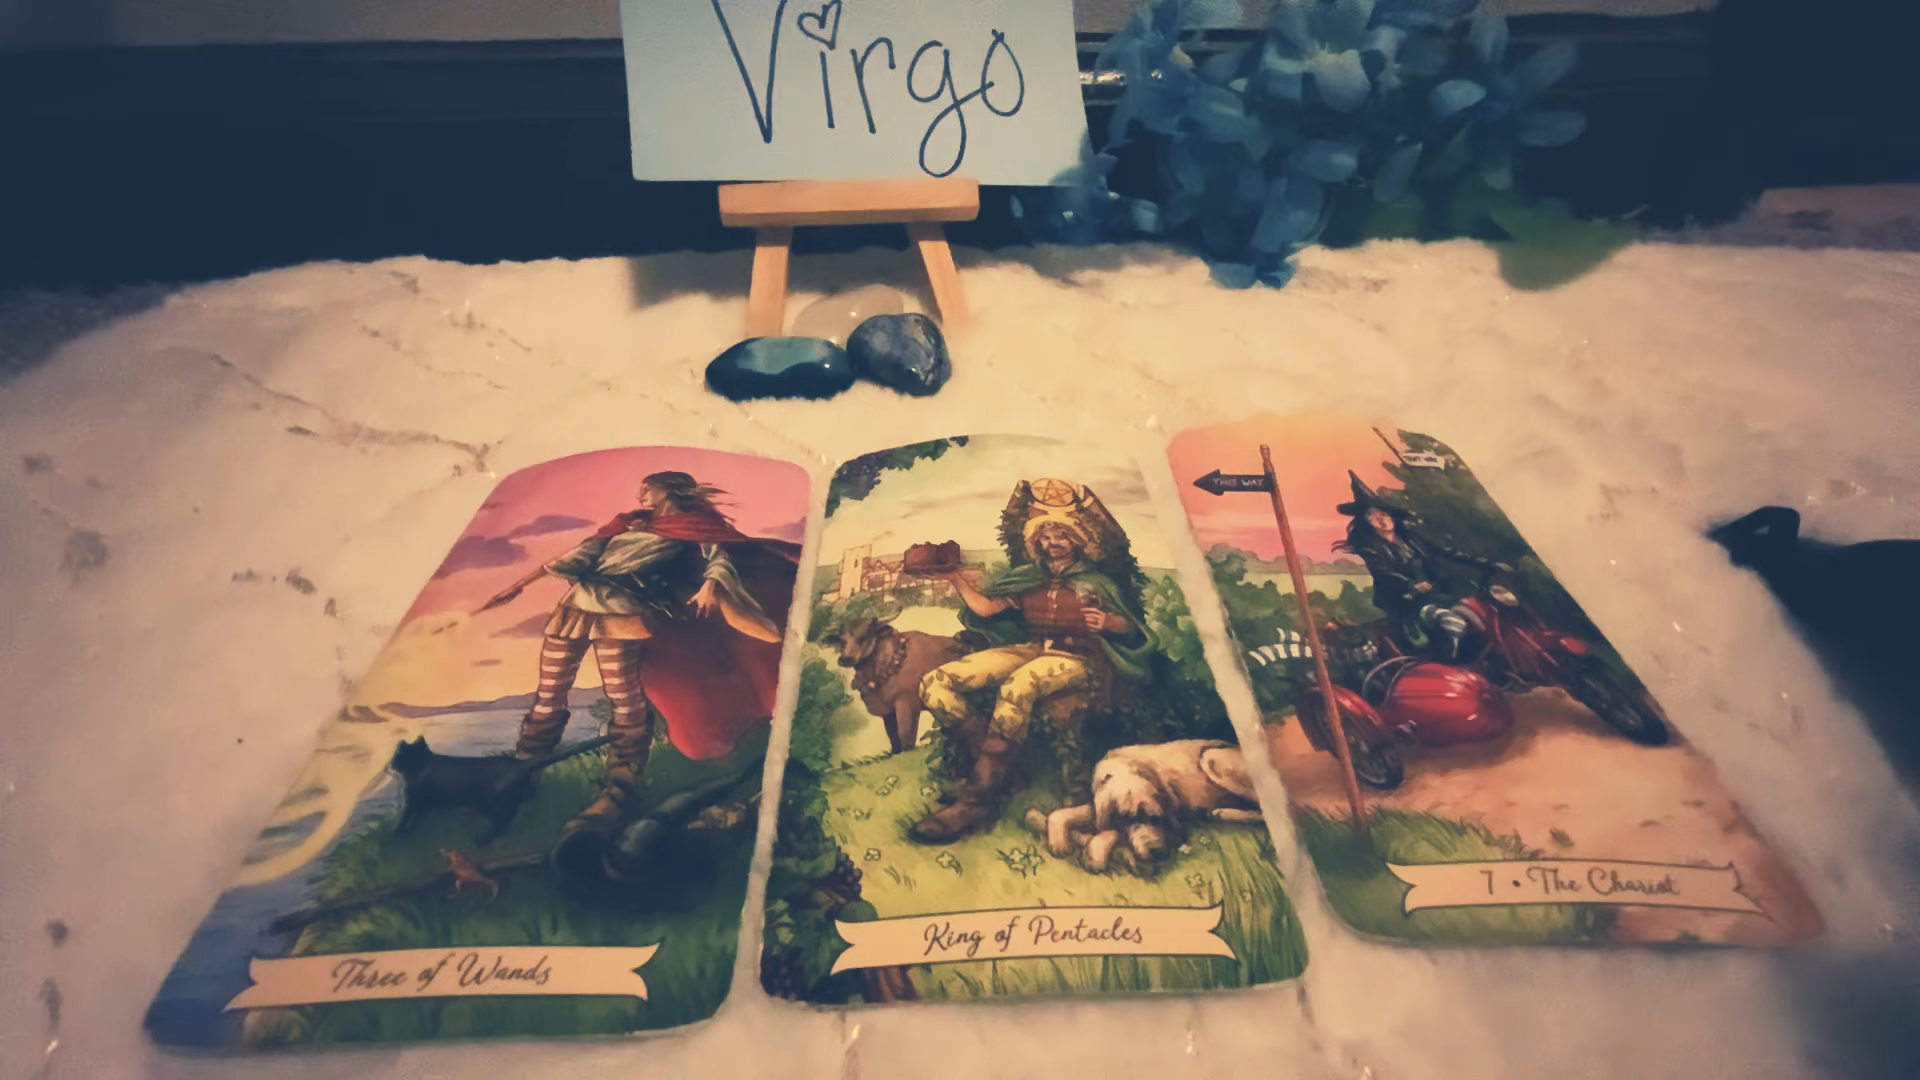 Virgo
THIS WAY
Three of Wands
King of Pentacles
7 • The Chariot